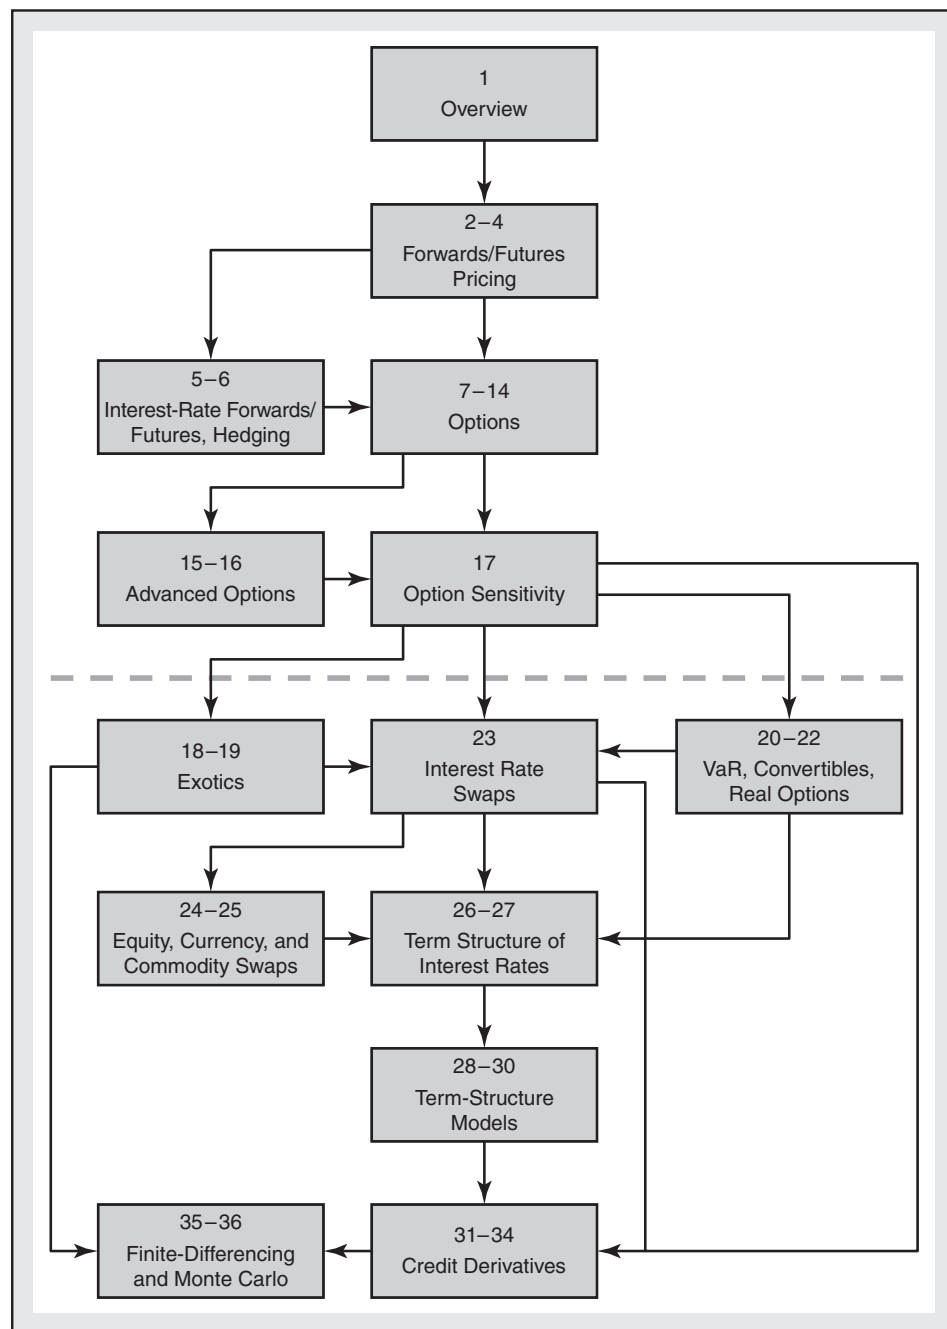 1
Overview
2–4
Forwards/Futures
Pricing
5–6
Interest-Rate Forwards/
Futures, Hedging
7–14
Options
15–16
Advanced Options
17
Option Sensitivity
18–19
Exotics
23
Interest Rate
Swaps
20–22
VaR, Convertibles,
Real Options
24–25
Equity, Currency, and
Commodity Swaps
26–27
Term Structure of
Interest Rates
28–30
Term-Structure
Models
35–36
Finite-Differencing
and Monte Carlo
31–34
Credit Derivatives